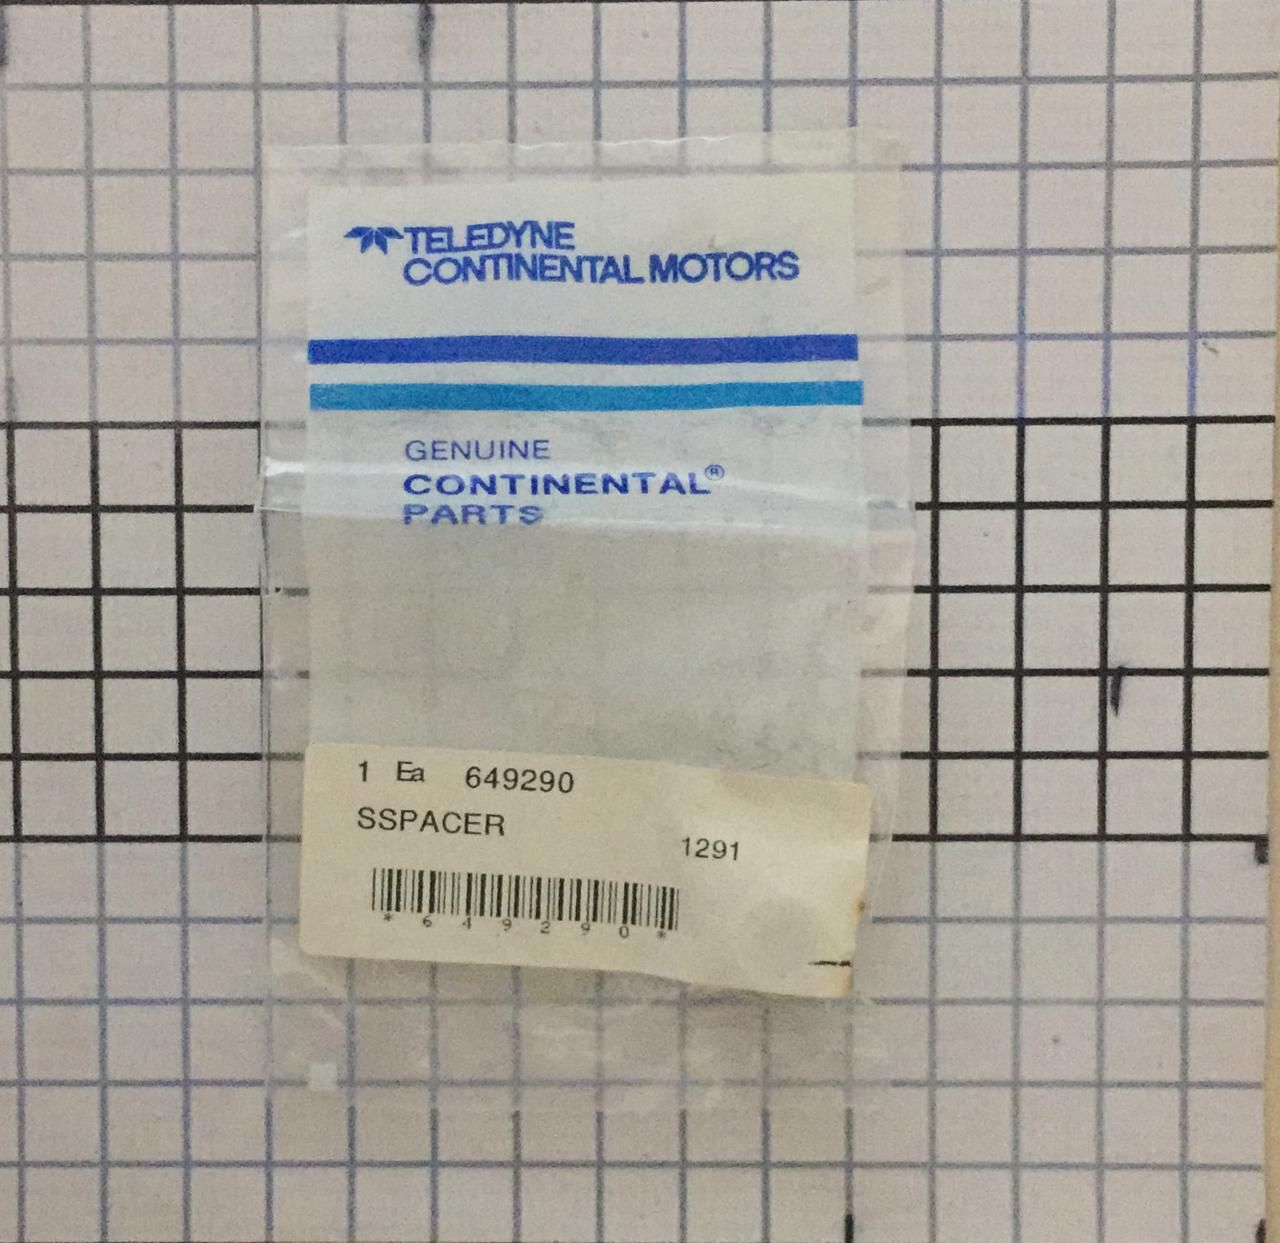 TELEDYNE
CONTINENTAL MOTORS
GENUINE
CONTINENTAL®
PARTS
1 Ea 649290
SSPACER
1291
*649290*